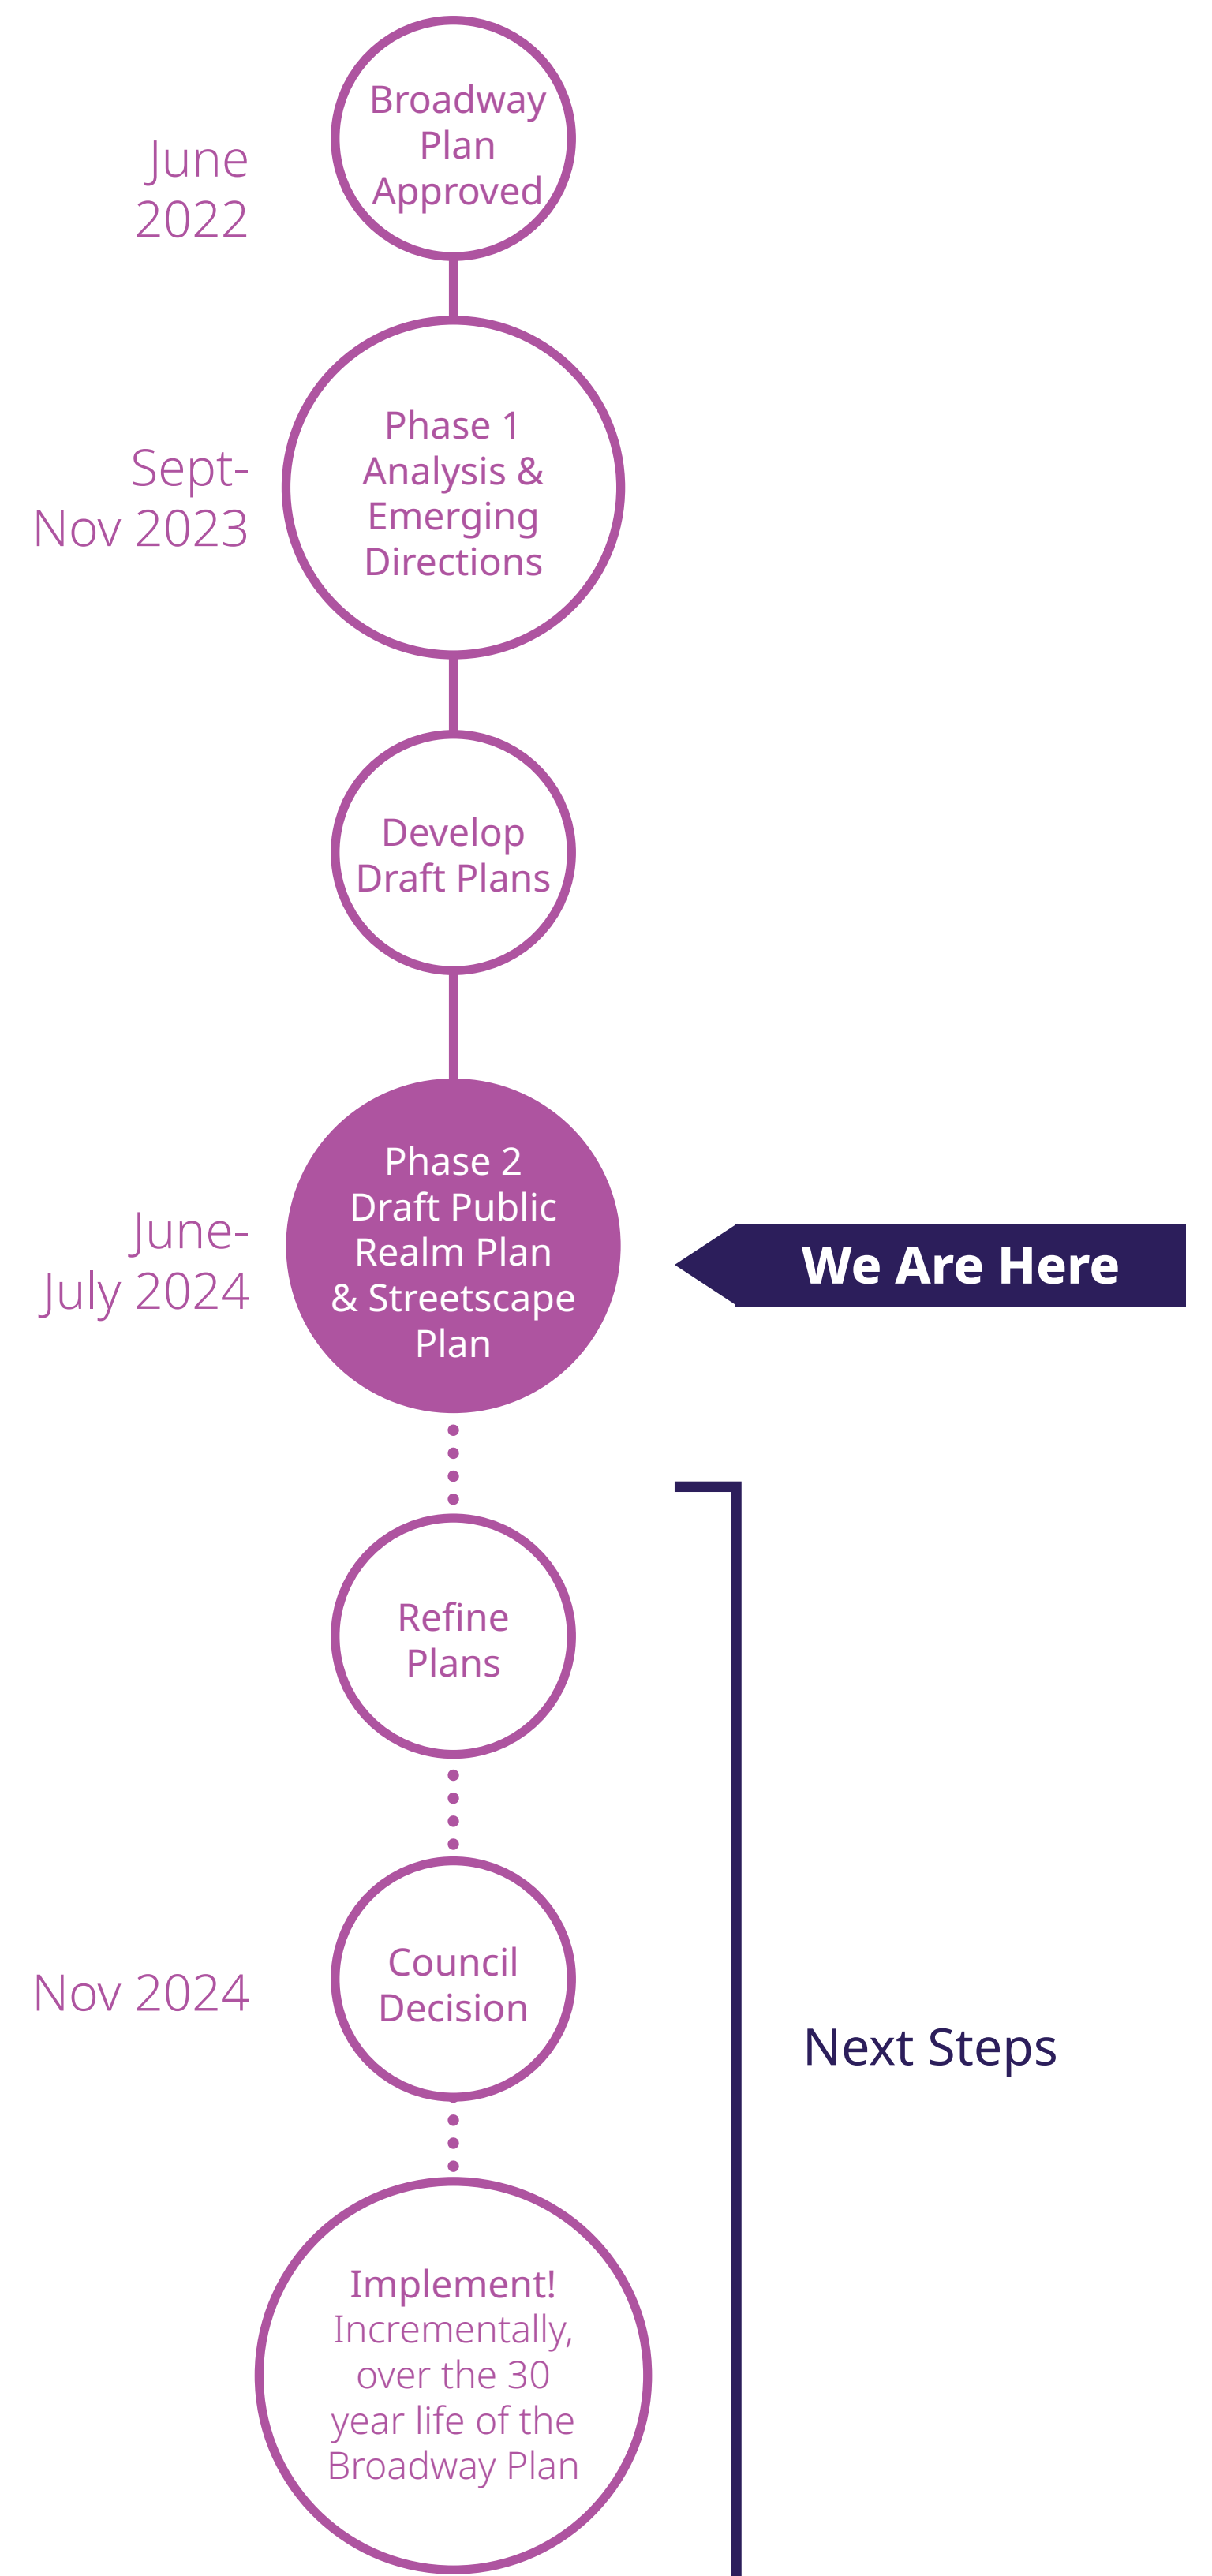 June
2022
Broadway
Plan
Approved
Sept-
Nov 2023
Phase 1
Analysis &
Emerging
Directions
Develop
Draft Plans
June-
July 2024
Phase 2
Draft Public
Realm Plan
& Streetscape
Plan
We Are Here
Refine
Plans
Nov 2024
Council
Decision
Next Steps
Implement!
Incrementally,
over the 30
year life of the
Broadway Plan